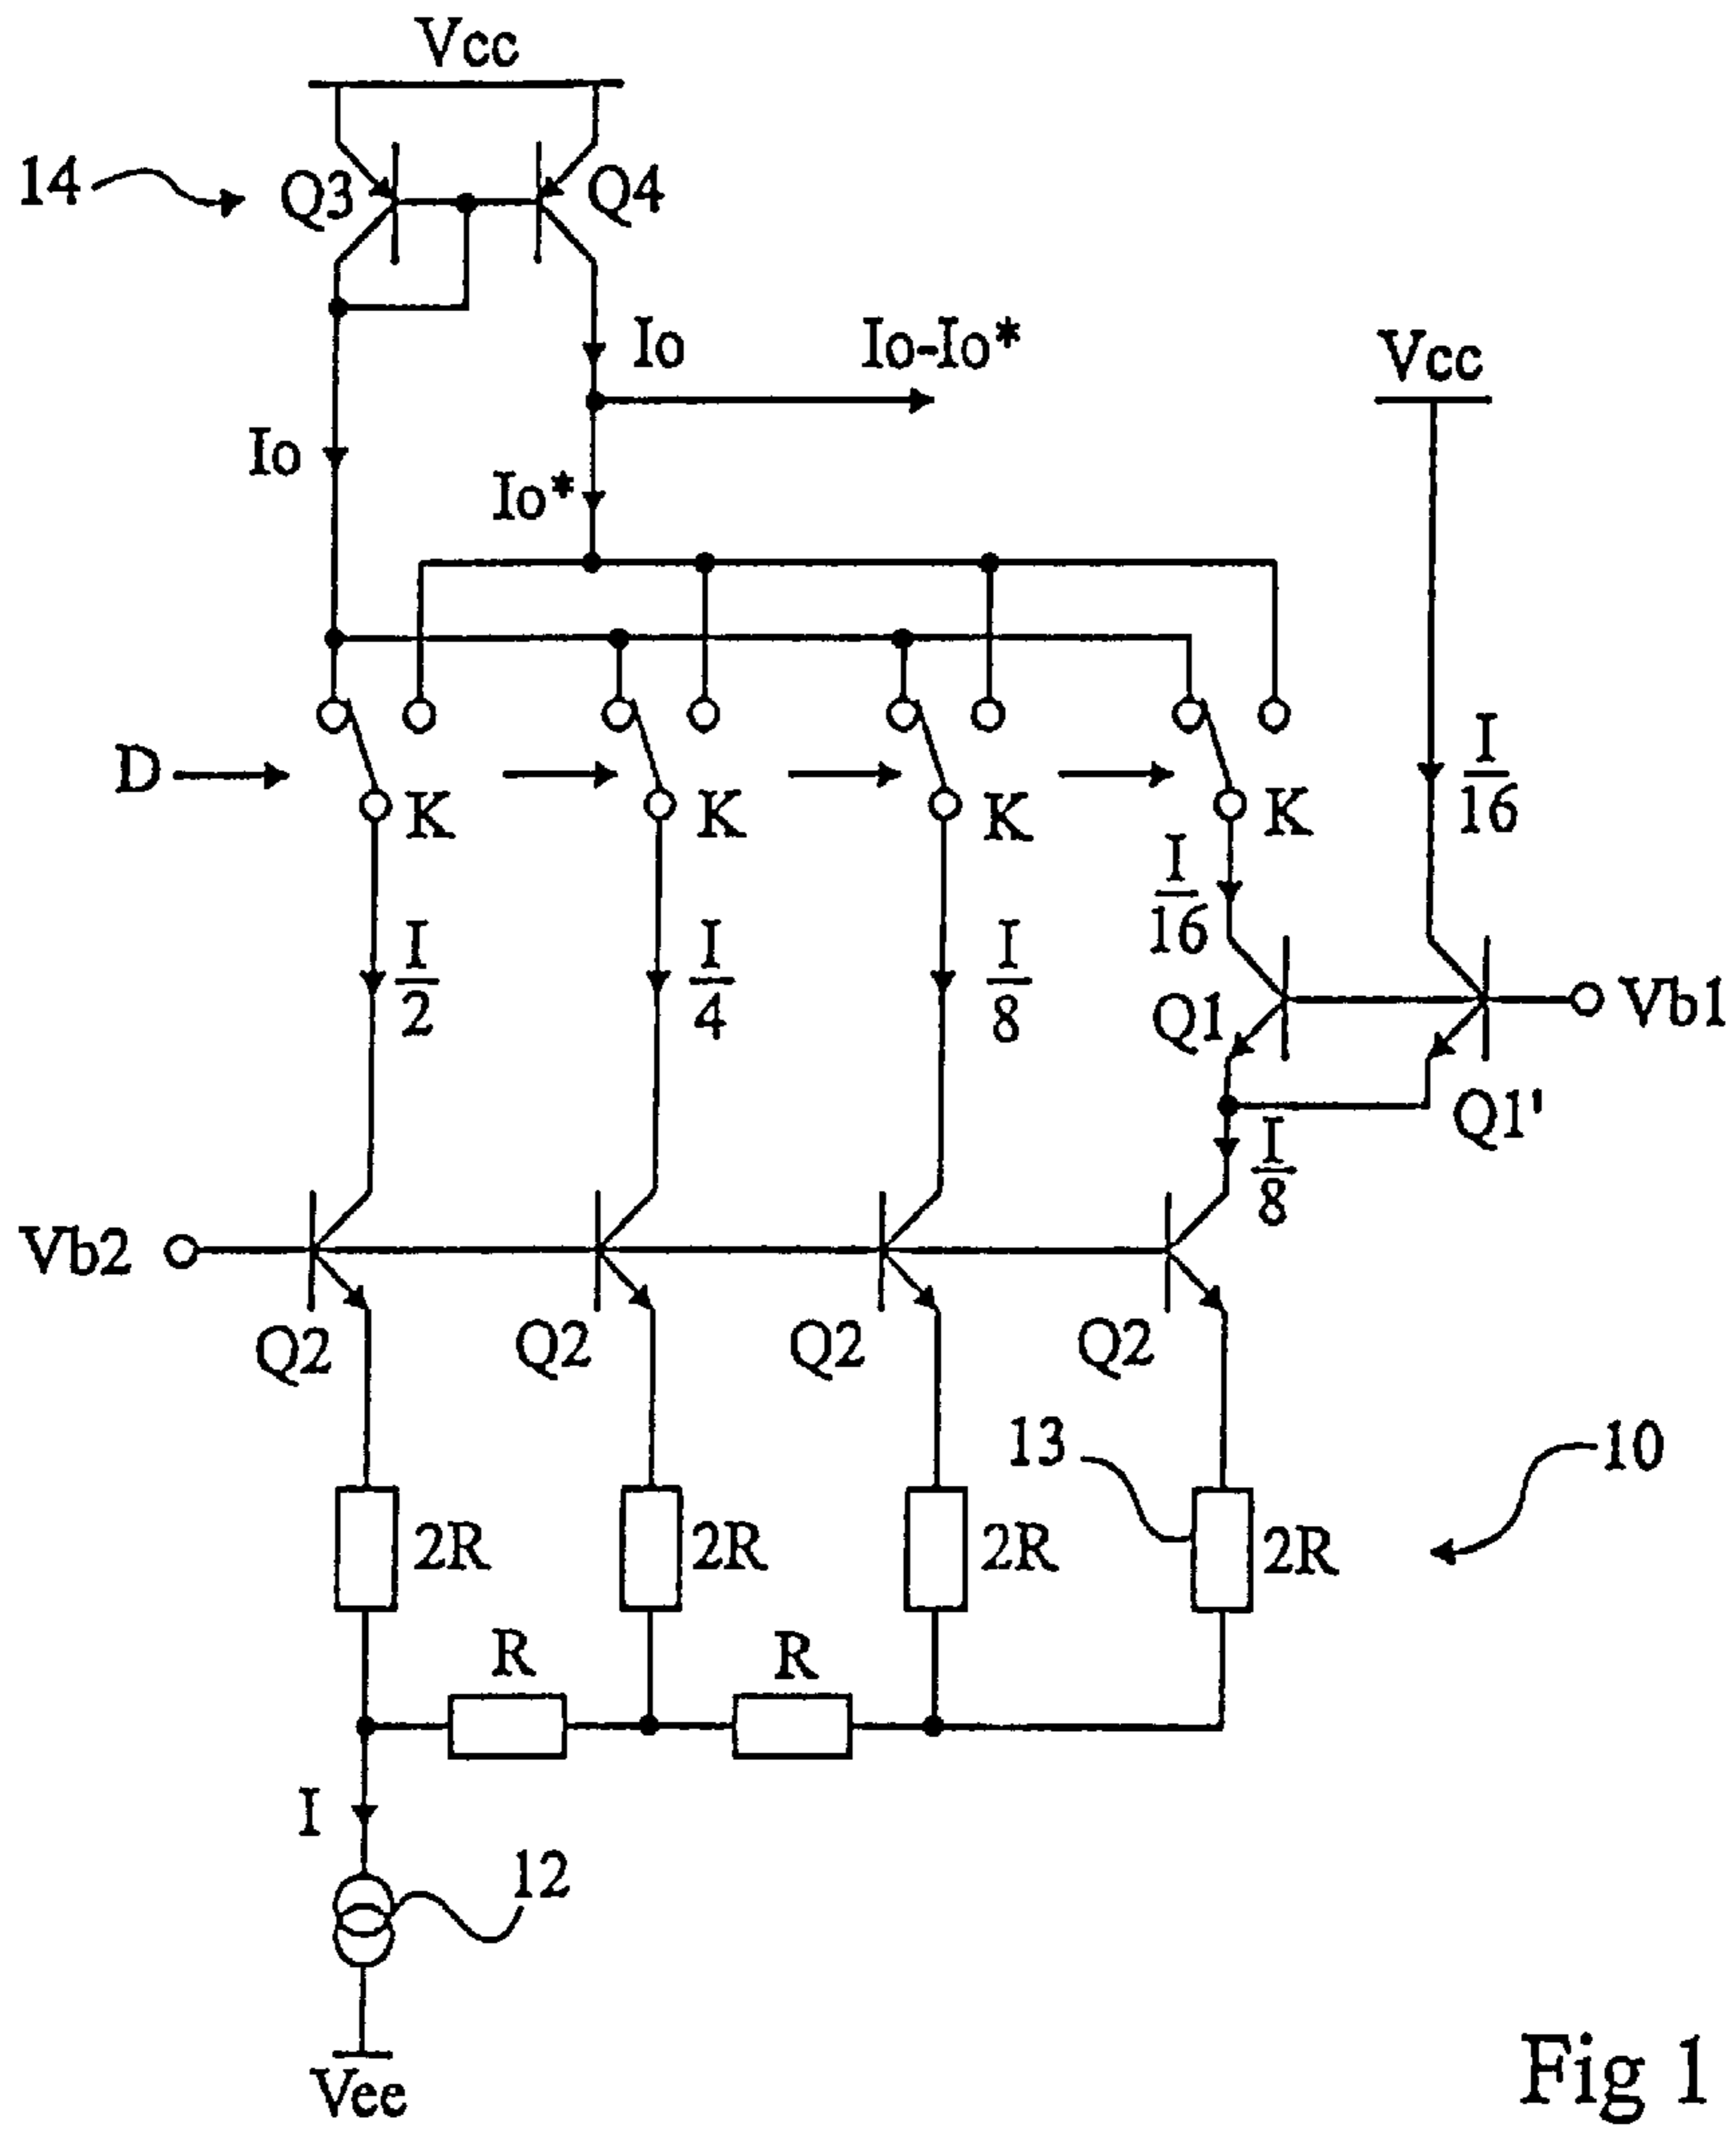 Vcc
14
Q3
Q4
Io
Io-Io*
Vcc
Io
Io*
D
K
K
K
K
I
16
I
16
I
2
I
4
I
8
Q1
Vb1
Q1'
I
8
Vb2
Q2
Q2
Q2
Q2
13
10
2R
2R
2R
2R
R
R
I
12
Vee
Fig 1